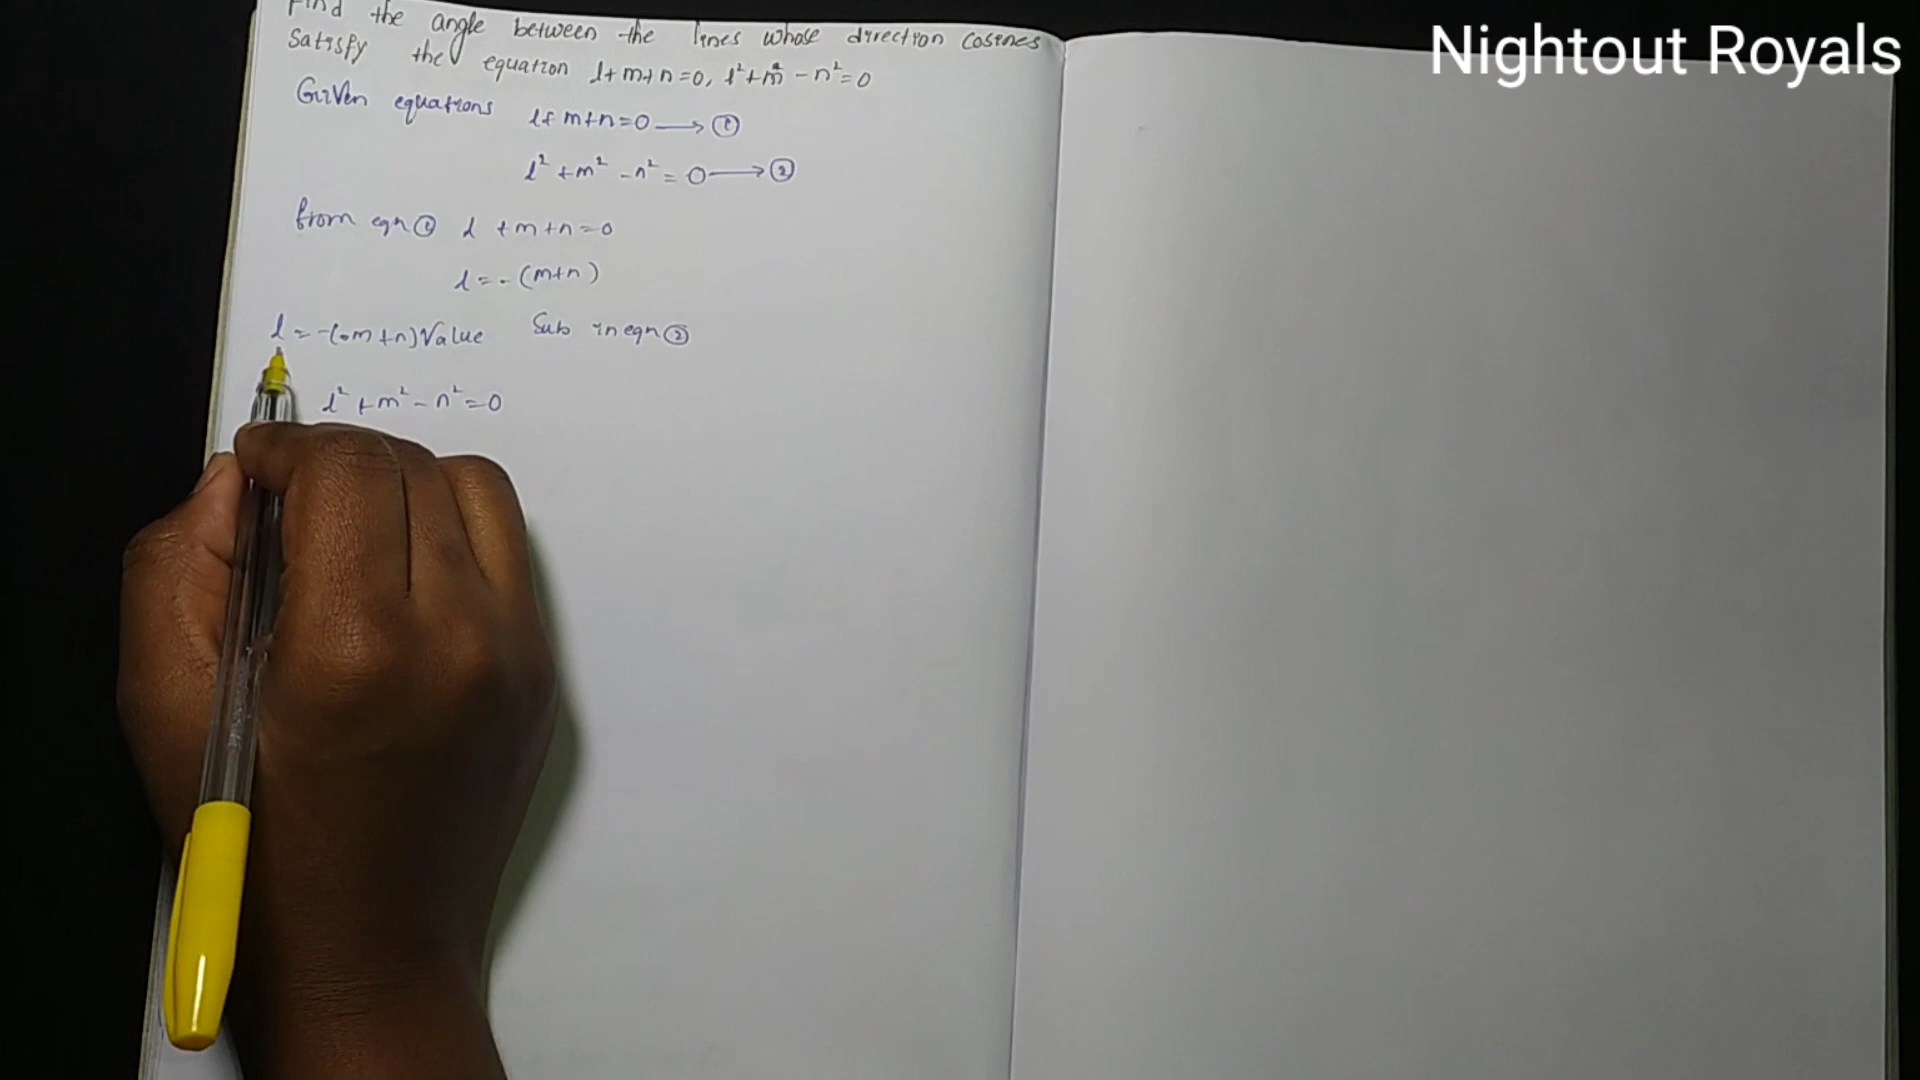 Find the angle between the lines whose direction cosines
Satisfy the equation l+m+n=0, l²+m²-n²=0
Nightout Royals
Given equations l+m+n=0 → ①
l²+m²-n²=0 → ②
from eqn ① l+m+n=0
l=-(m+n)
l=-(m+n) Value Sub in eqn ②
l²+m²-n²=0